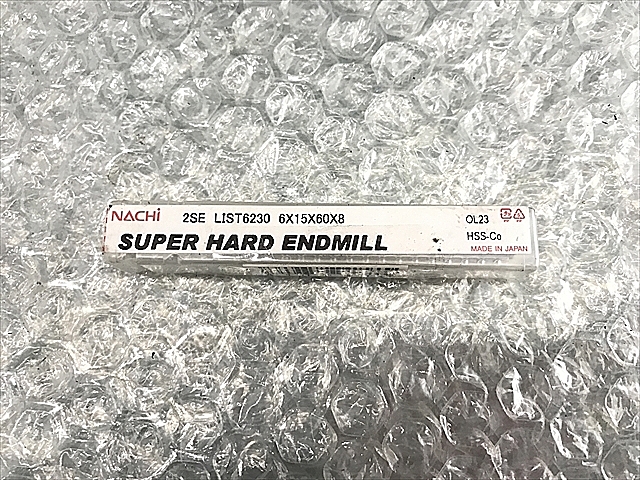 NACHi 2SE LIST6230 6X15X60X8 OL23
SUPER HARD ENDMILL HSS-Co
MADE IN JAPAN